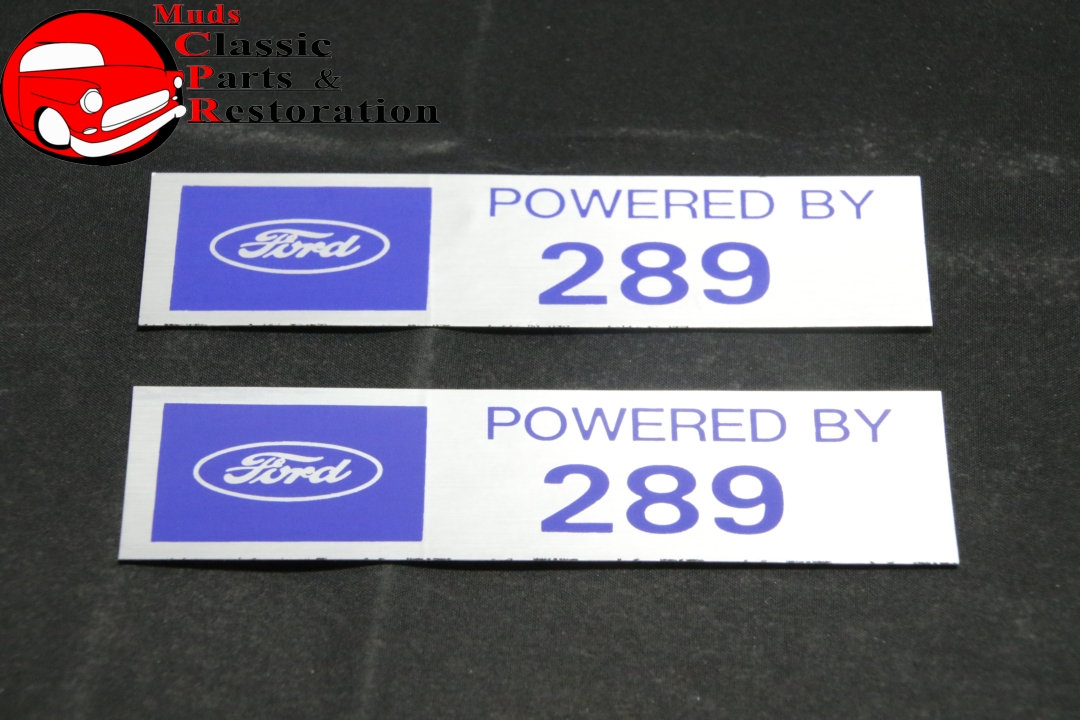 Muds
Classic
Parts &
Restoration
Ford
POWERED BY
289
Ford
POWERED BY
289